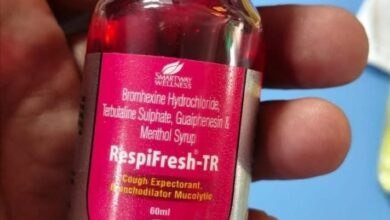 SMARTWAY
WELLNESS
Bromhexine Hydrochloride,
Terbutaline Sulphate, Guaiphenesin &
Menthol Syrup
RespiFresh®-TR
Cough Expectorant,
Bronchodilator Mucolytic
60ml